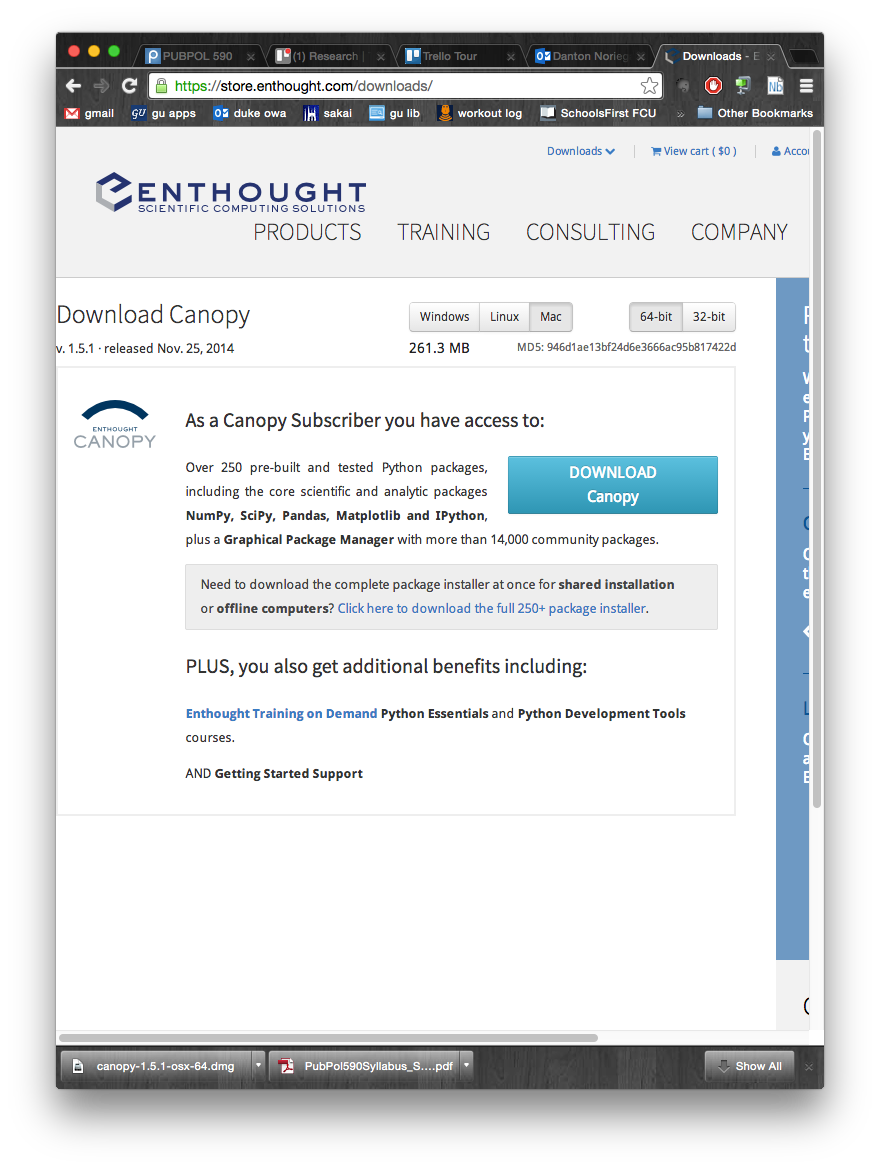 PUBPOL 590
(1) Research |
Trello Tour
Danton Norieg
Downloads - E
https://store.enthought.com/downloads/
Nb
gmail
GU gu apps
duke owa
sakai
gu lib
workout log
SchoolsFirst FCU
»
Other Bookmarks
Downloads
View cart ( $0 )
Accou
ENTHOUGHT
SCIENTIFIC COMPUTING SOLUTIONS
PRODUCTS TRAINING CONSULTING COMPANY
Download Canopy
Windows Linux Mac
64-bit 32-bit
v. 1.5.1 · released Nov. 25, 2014
261.3 MB
MD5: 946d1ae13bf24d6e3666ac95b817422d
ENTHOUGHT
CANOPY
As a Canopy Subscriber you have access to:
Over 250 pre-built and tested Python packages,
including the core scientific and analytic packages
NumPy, SciPy, Pandas, Matplotlib and IPython,
plus a Graphical Package Manager with more than 14,000 community packages.
DOWNLOAD
Canopy
Need to download the complete package installer at once for shared installation
or offline computers? Click here to download the full 250+ package installer.
PLUS, you also get additional benefits including:
Enthought Training on Demand Python Essentials and Python Development Tools
courses.
AND Getting Started Support
canopy-1.5.1-osx-64.dmg
PubPol590Syllabus_S....pdf
Show All